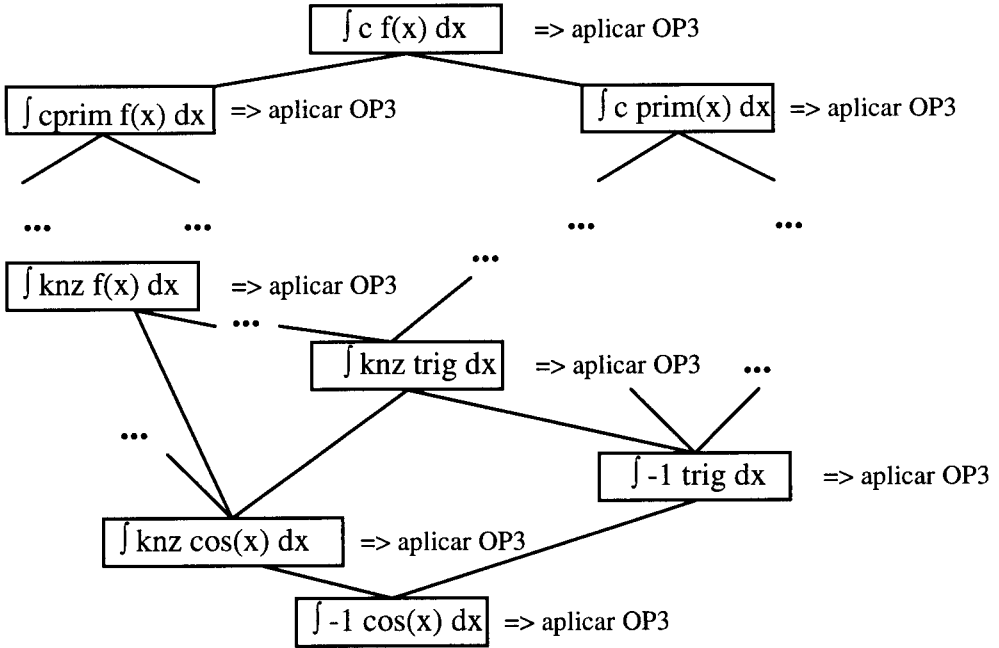 ∫ c f(x) dx => aplicar OP3
∫ cprim f(x) dx => aplicar OP3
∫ c prim(x) dx => aplicar OP3
... ... ... ...
...
∫ knz f(x) dx => aplicar OP3
...
∫ knz trig dx => aplicar OP3
...
...
∫ -1 trig dx => aplicar OP3
∫ knz cos(x) dx => aplicar OP3
∫ -1 cos(x) dx => aplicar OP3